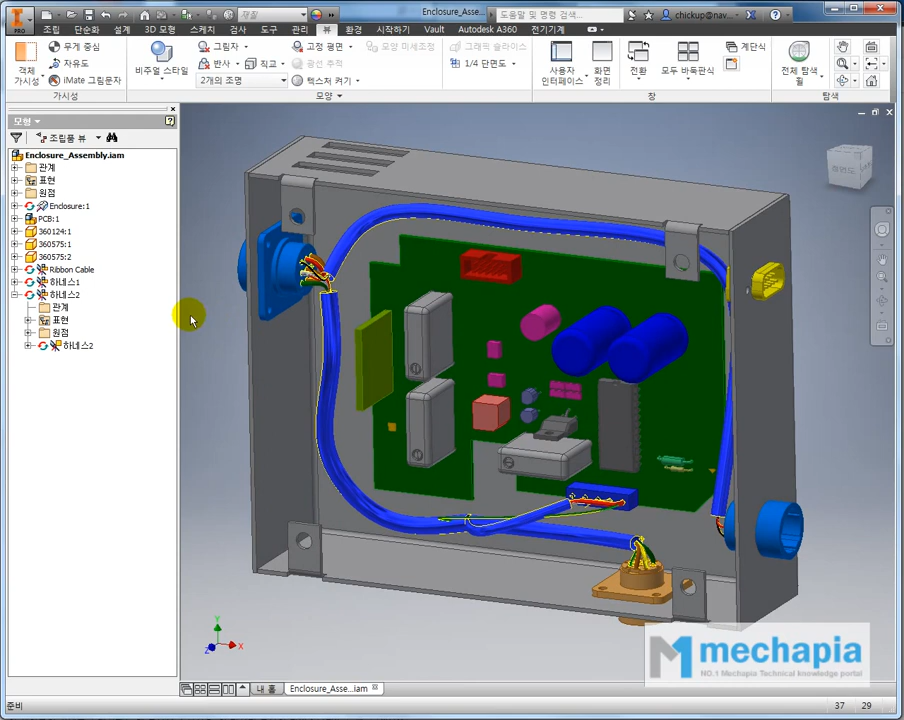 PRO
재질
Enclosure_Asse...
도움말 및 명령 검색...
chickup@nav...
조립 단순화 설계 3D 모형 스케치 검사 도구 관리 뷰 환경 시작하기 Vault Autodesk A360 전기기계
객체 가시성
무게 중심
자유도
iMate 그림문자
가시성
비주얼 스타일
그림자
반사
직교
2개의 조명
고정 평면
광선 추적
텍스처 켜기
모양 미세조정
그래픽 슬라이스
1/4 단면도
모양
사용자 인터페이스
화면 정리
전환
모두 바둑판식
계단식
창
전체 탐색 휠
탐색
모형
조립품 뷰
Enclosure_Assembly.iam
관계
표현
원점
Enclosure:1
PCB:1
360124:1
360575:1
360575:2
Ribbon Cable
하네스1
하네스2
관계
표현
원점
하네스2
정면도
Y
Z
X
mechapia
NO.1 Mechapia Technical knowledge portal
내 홈
Enclosure_Asse...iam
준비
37 29